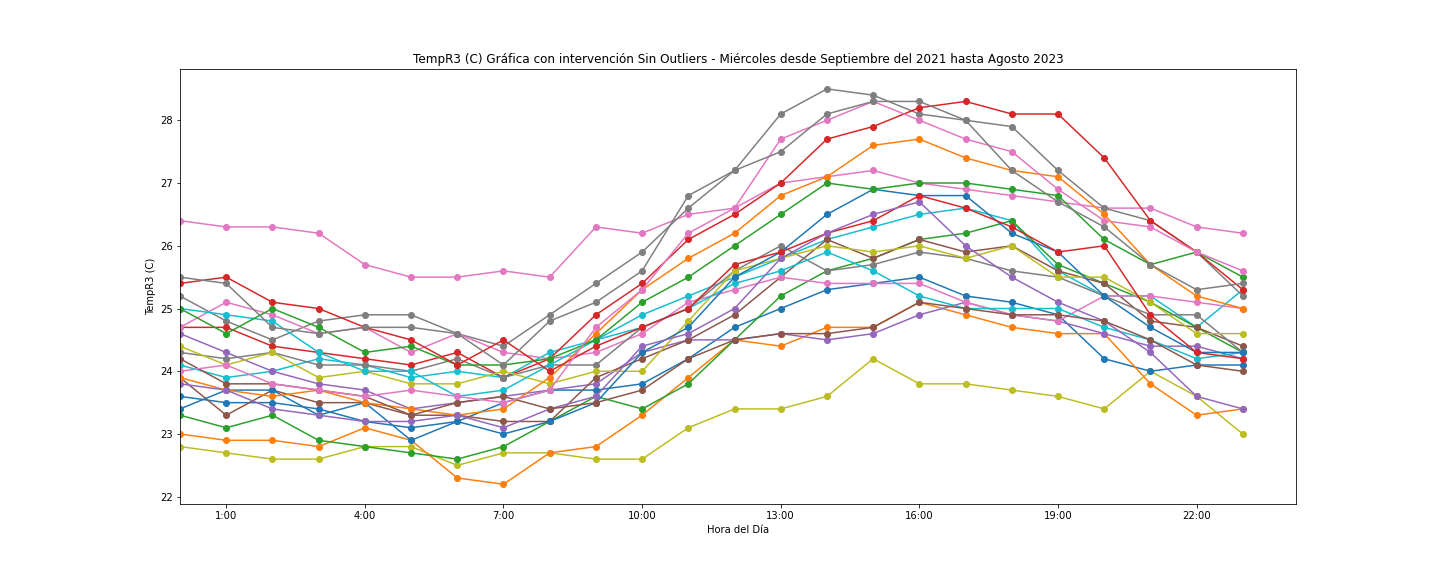 TempR3 (C) Gráfica con intervención Sin Outliers - Miércoles desde Septiembre del 2021 hasta Agosto 2023
28
27
26
25
24
23
22
TempR3 (C)
1:00 4:00 7:00 10:00 13:00 16:00 19:00 22:00
Hora del Día